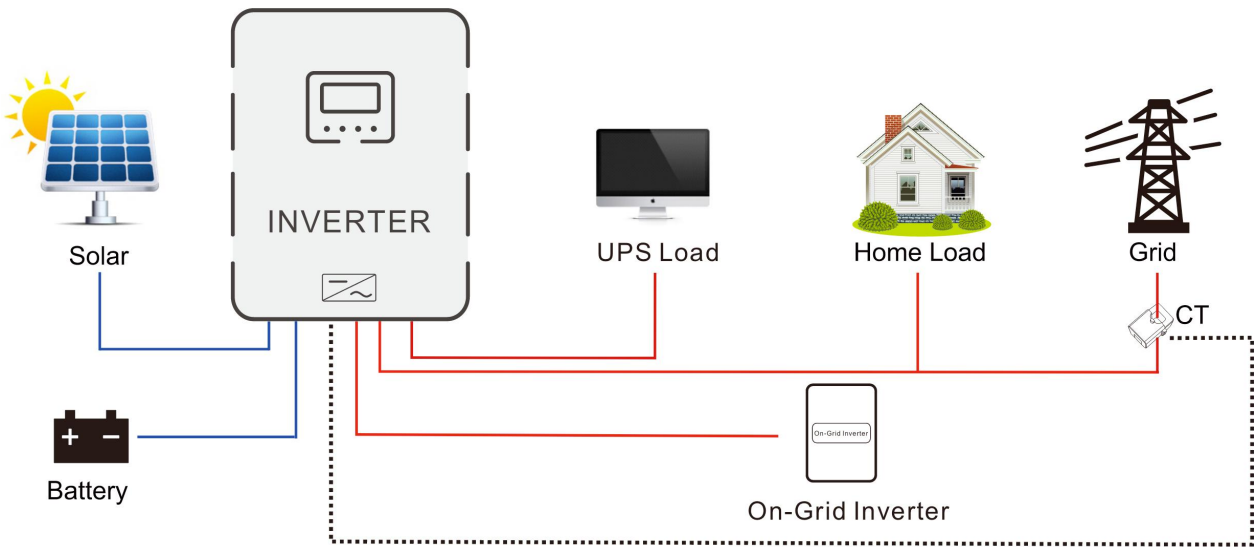 INVERTER
Solar
UPS Load
Home Load
Grid
CT
On-Grid Inverter
Battery
On-Grid Inverter